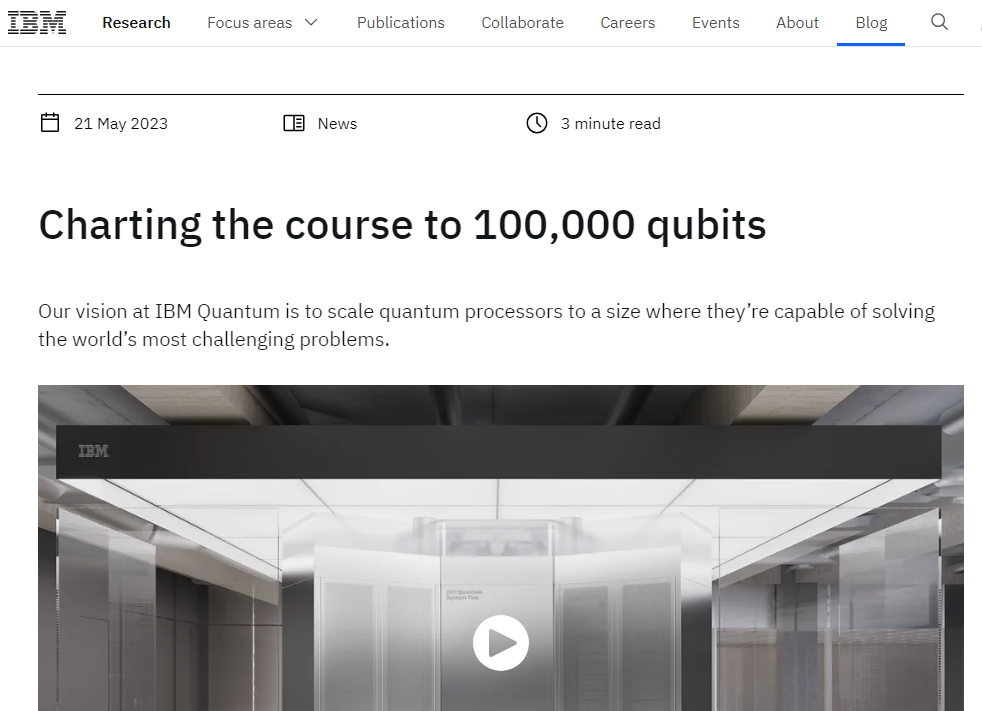 IBM Research Focus areas Publications Collaborate Careers Events About Blog
21 May 2023 News 3 minute read
Charting the course to 100,000 qubits
Our vision at IBM Quantum is to scale quantum processors to a size where they’re capable of solving
the world’s most challenging problems.
IBM
IBM Quantum
System Two